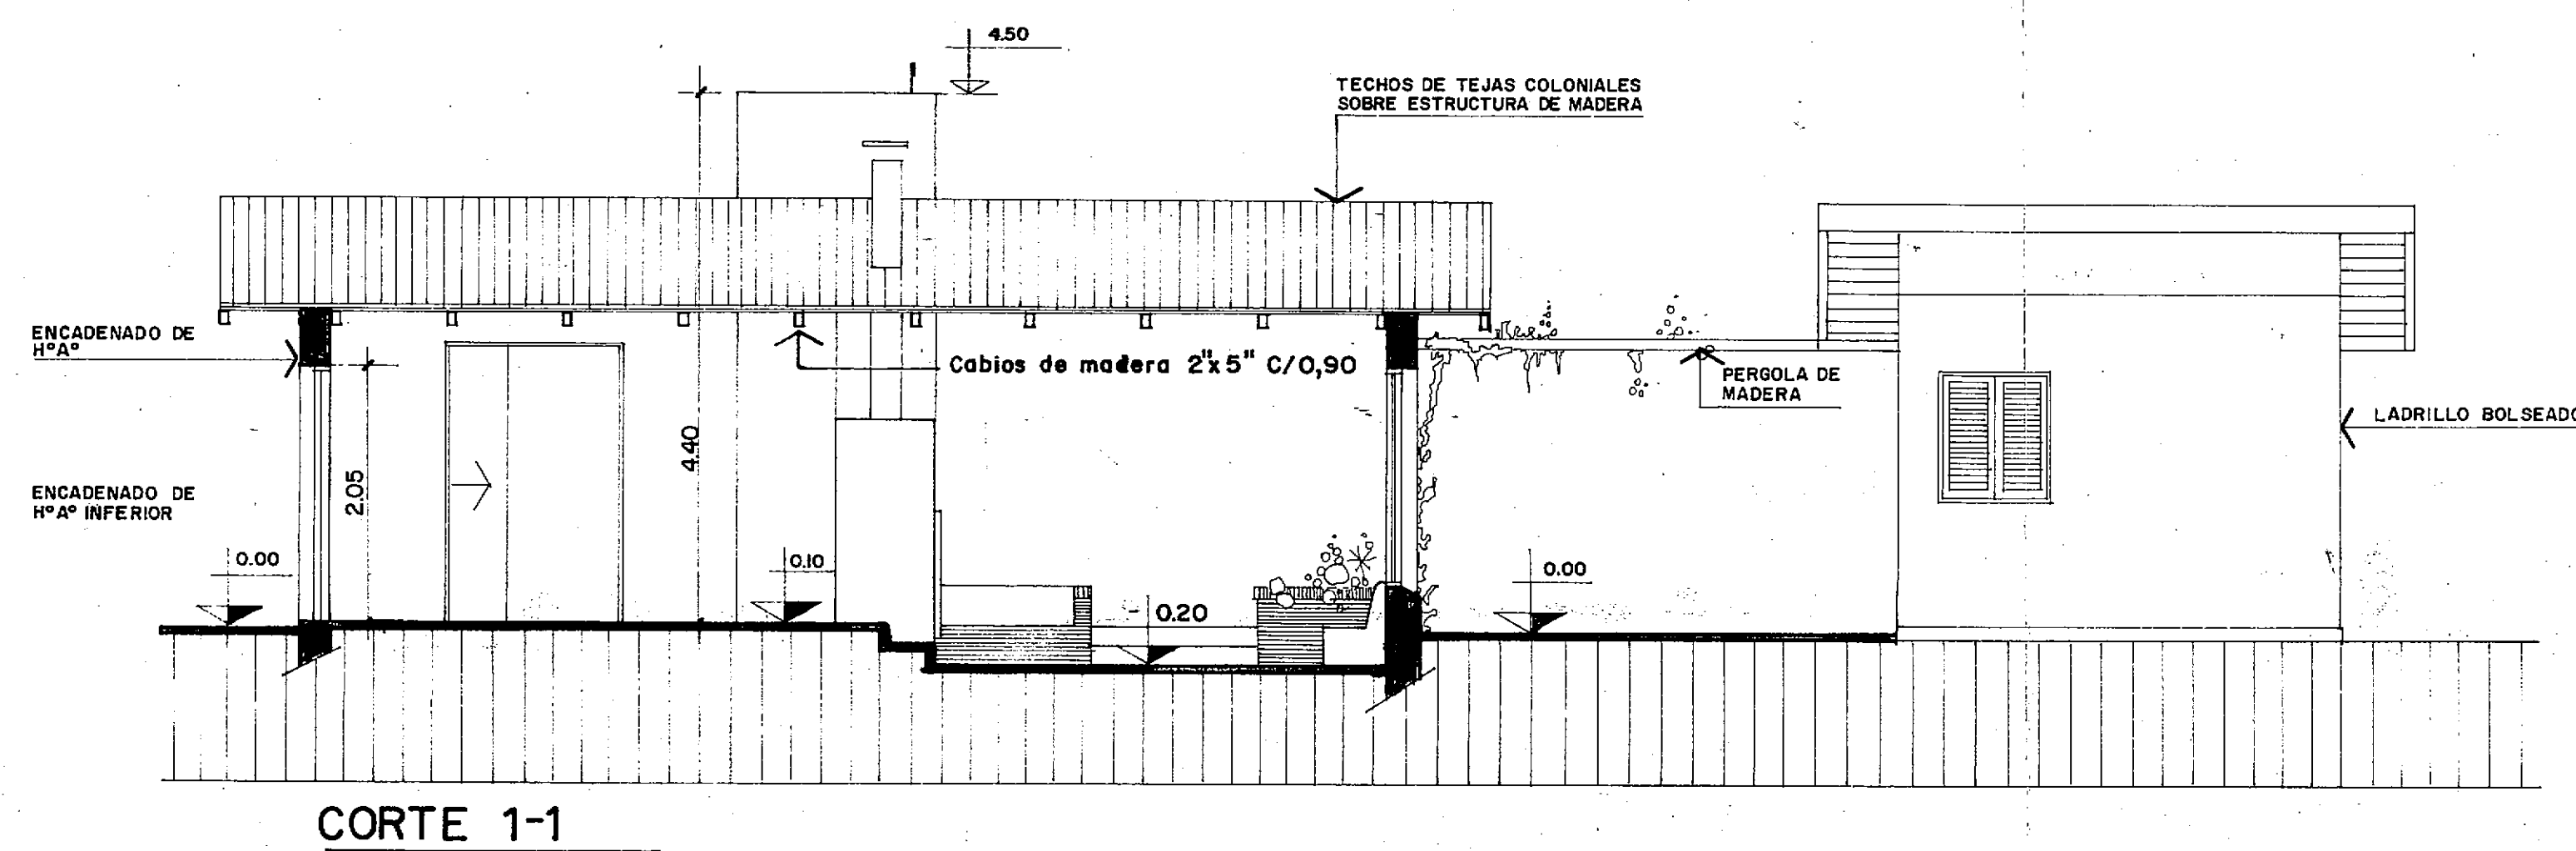 4.50
TECHOS DE TEJAS COLONIALES
SOBRE ESTRUCTURA DE MADERA
ENCADENADO DE
HºAº
Cabios de madera 2"x5" C/0,90
PERGOLA DE
MADERA
LADRILLO BOLSEADO
4.40
2.05
ENCADENADO DE
HºAº INFERIOR
0.00
0.10
- 0.20
0.00
CORTE 1-1